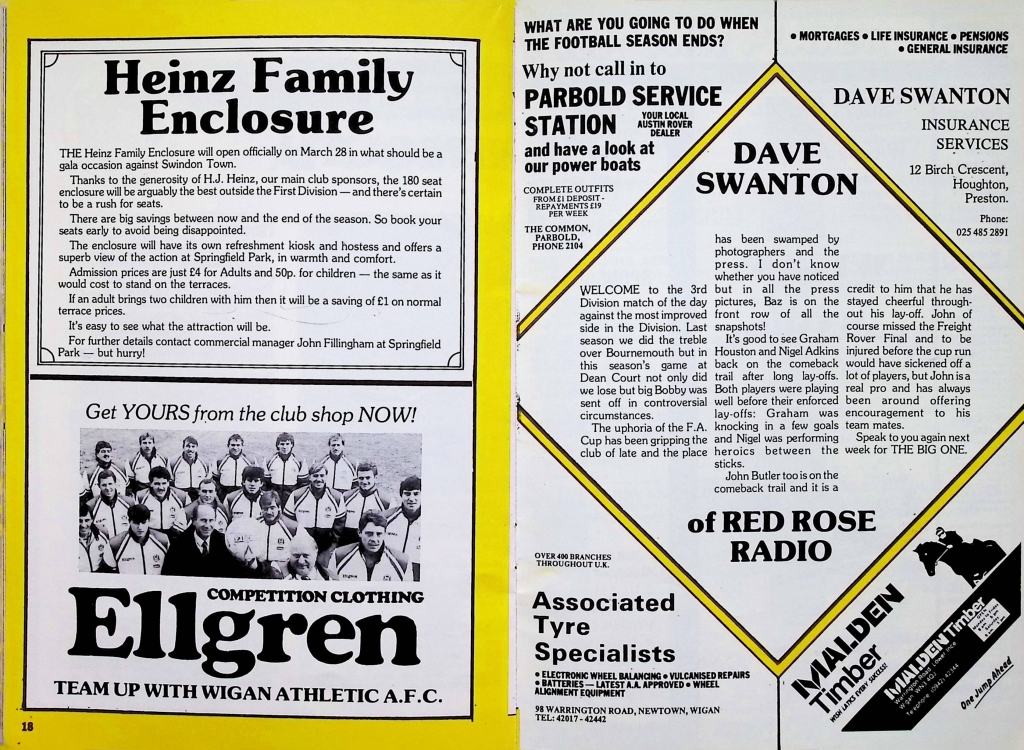 Heinz Family
Enclosure
THE Heinz Family Enclosure will open officially on March 28 in what should be a
gala occasion against Swindon Town.
Thanks to the generosity of H.J. Heinz, our main club sponsors, the 180 seat
enclosure will be arguably the best outside the First Division — and there's certain
to be a rush for seats.
There are big savings between now and the end of the season. So book your
seats early to avoid being disappointed.
The enclosure will have its own refreshment kiosk and hostess and offers a
superb view of the action at Springfield Park, in warmth and comfort.
Admission prices are just £4 for Adults and 50p. for children — the same as it
would cost to stand on the terraces.
If an adult brings two children with him then it will be a saving of £1 on normal
terrace prices.
It's easy to see what the attraction will be.
For further details contact commercial manager John Fillingham at Springfield
Park — but hurry!
Get YOURS from the club shop NOW!
COMPETITION CLOTHING
Ellgren
TEAM UP WITH WIGAN ATHLETIC A.F.C.
18
WHAT ARE YOU GOING TO DO WHEN
THE FOOTBALL SEASON ENDS?
Why not call in to
PARBOLD SERVICE
STATION
YOUR LOCAL
AUSTIN ROVER
DEALER
and have a look at
our power boats
COMPLETE OUTFITS
FROM £1 DEPOSIT -
REPAYMENTS £19
PER WEEK
THE COMMON,
PARBOLD,
PHONE 2104
• MORTGAGES • LIFE INSURANCE • PENSIONS
• GENERAL INSURANCE
DAVE SWANTON
INSURANCE
SERVICES
12 Birch Crescent,
Houghton,
Preston.
Phone:
025 485 2891
DAVE
SWANTON
WELCOME to the 3rd
Division match of the day
against the most improved
side in the Division. Last
season we did the treble
over Bournemouth but in
this season's game at
Dean Court not only did
we lose but big Bobby was
sent off in controversial
circumstances.
The uphoria of the F.A.
Cup has been gripping the
club of late and the place
has been swamped by
photographers and the
press. I don't know
whether you have noticed
but in all the press
pictures, Baz is on the
front row of all the
snapshots!
It's good to see Graham
Houston and Nigel Adkins
back on the comeback
trail after long lay-offs.
Both players were playing
well before their enforced
lay-offs: Graham was
knocking in a few goals
and Nigel was performing
heroics between the
sticks.
John Butler too is on the
comeback trail and it is a
credit to him that he has
stayed cheerful through-
out his lay-off. John of
course missed the Freight
Rover Final and to be
injured before the cup run
would have sickened off a
lot of players, but John is a
real pro and has always
been around offering
encouragement to his
team mates.
Speak to you again next
week for THE BIG ONE.
of RED ROSE
RADIO
OVER 400 BRANCHES
THROUGHOUT U.K.
Associated
Tyre
Specialists
• ELECTRONIC WHEEL BALANCING • VULCANISED REPAIRS
• BATTERIES — LATEST A.A. APPROVED • WHEEL
ALIGNMENT EQUIPMENT
98 WARRINGTON ROAD, NEWTOWN, WIGAN
TEL: 42017 - 42442
MALDEN
Timber
WISH LATICS EVERY SUCCESS!
MALDEN Timber
Warrington Road, Lower Ince
Wigan
One Jump Ahead